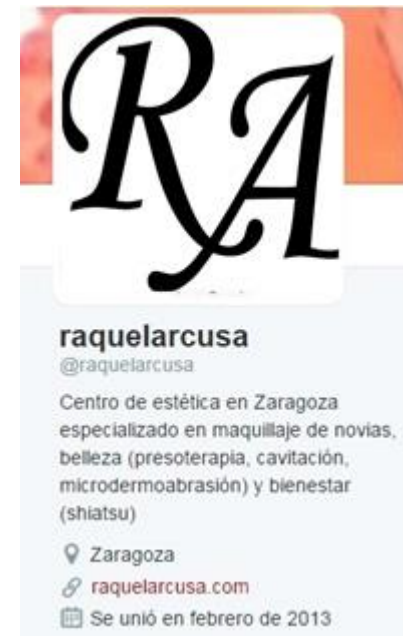 RA
raquelarcusa
@raquelarcusa
Centro de estética en Zaragoza
especializado en maquillaje de novias,
belleza (presoterapia, cavitación,
microdermoabrasión) y bienestar
(shiatsu)
Zaragoza
raquelarcusa.com
Se unió en febrero de 2013